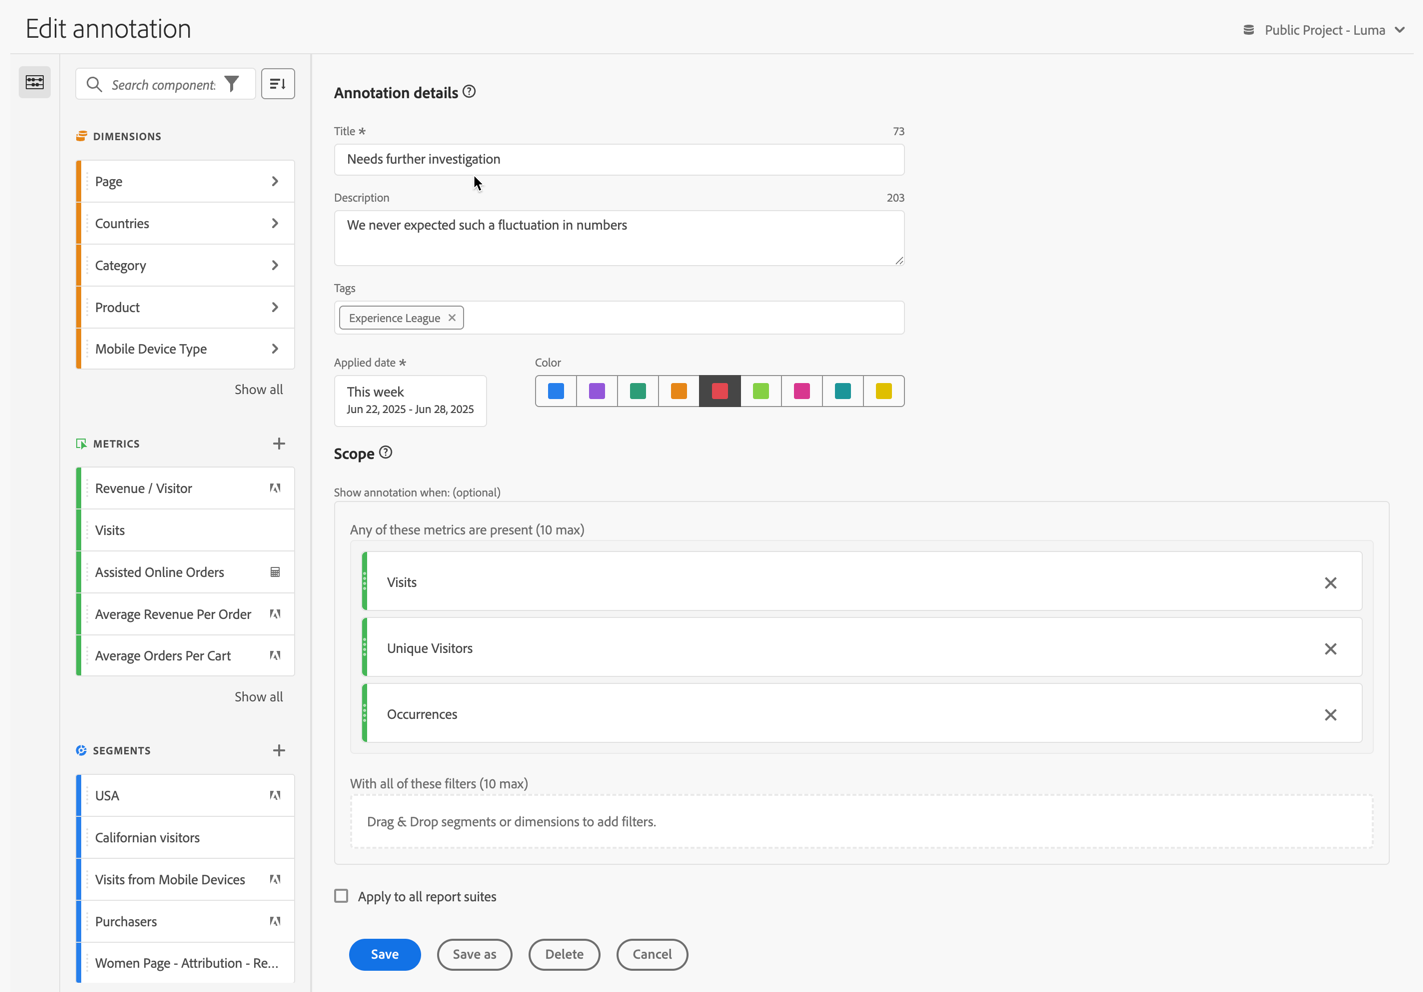 Edit annotation
Public Project - Luma
Search component
DIMENSIONS
Page
Countries
Category
Product
Mobile Device Type
Show all
METRICS
Revenue / Visitor
Visits
Assisted Online Orders
Average Revenue Per Order
Average Orders Per Cart
Show all
SEGMENTS
USA
Californian visitors
Visits from Mobile Devices
Purchasers
Women Page - Attribution - Re...
Annotation details
Title *
73
Needs further investigation
Description
203
We never expected such a fluctuation in numbers
Tags
Experience League
Applied date *
Color
This week
Jun 22, 2025 - Jun 28, 2025
Scope
Show annotation when: (optional)
Any of these metrics are present (10 max)
Visits
Unique Visitors
Occurrences
With all of these filters (10 max)
Drag & Drop segments or dimensions to add filters.
Apply to all report suites
Save
Save as
Delete
Cancel